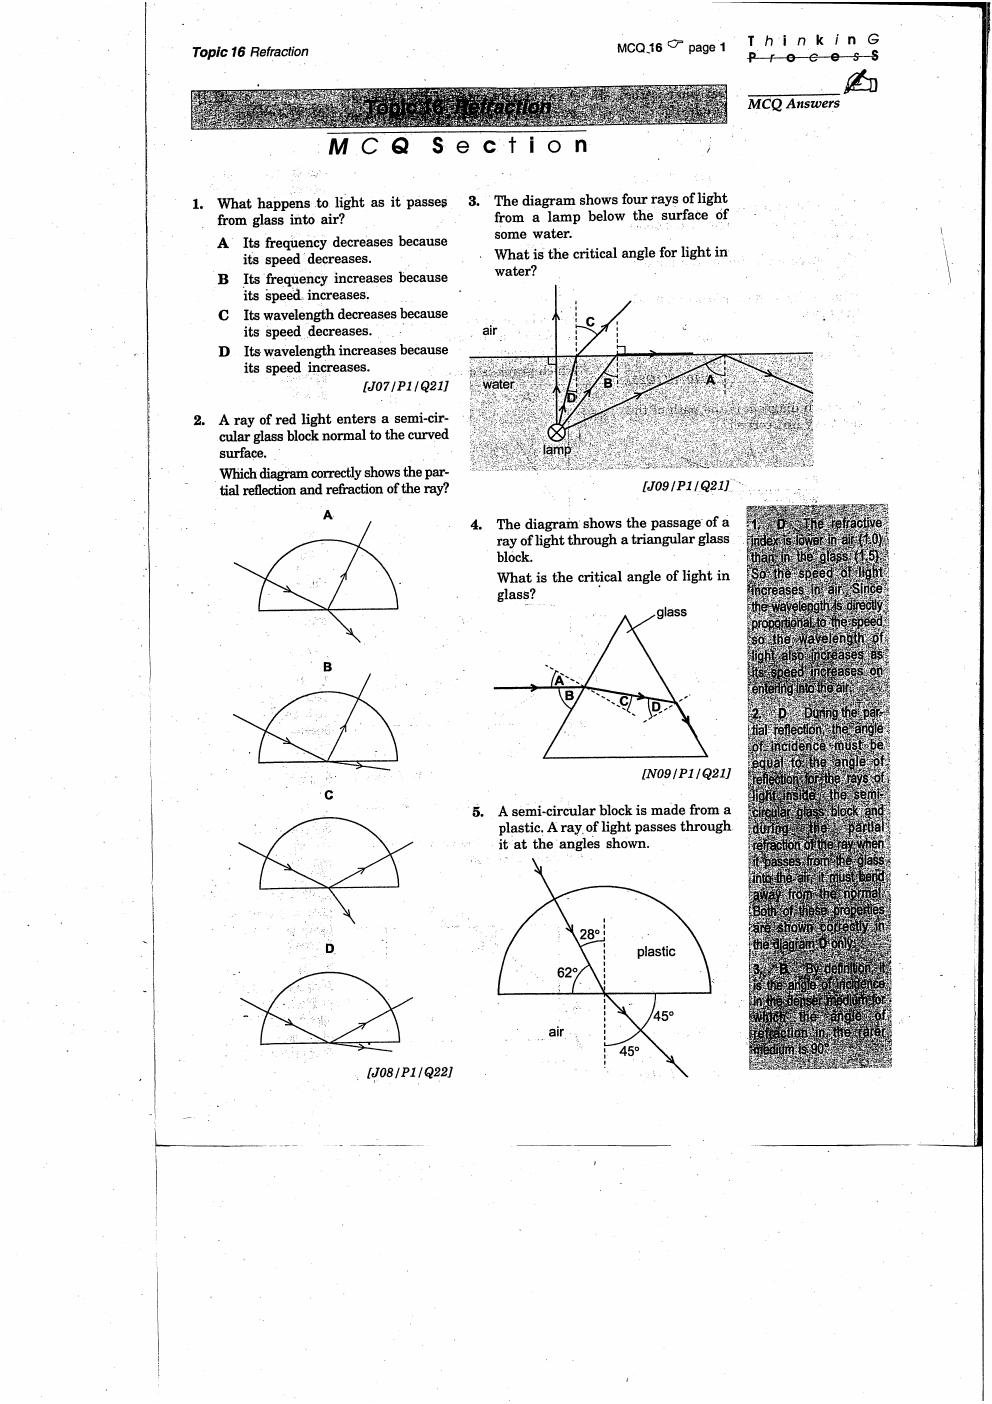 Topic 16 Refraction
MCQ.16 page 1
ThinkinG
ProcesS
MCQ Answers
Topic 16 Refraction
MCQ Section
1. What happens to light as it passes
from glass into air?
A Its frequency decreases because
its speed decreases.
B Its frequency increases because
its speed increases.
C Its wavelength decreases because
its speed decreases.
D Its wavelength increases because
its speed increases.
[J07/P1/Q21]
2. A ray of red light enters a semi-cir-
cular glass block normal to the curved
surface.
Which diagram correctly shows the par-
tial reflection and refraction of the ray?
A
B
C
D
[J08/P1/Q22]
3. The diagram shows four rays of light
from a lamp below the surface of
some water.
What is the critical angle for light in
water?
air
C
water
D
B
A
lamp
[J09/P1/Q21]
4. The diagram shows the passage of a
ray of light through a triangular glass
block.
What is the critical angle of light in
glass?
glass
A
B
C
D
[N09/P1/Q21]
5. A semi-circular block is made from a
plastic. A ray of light passes through
it at the angles shown.
28°
plastic
62°
air
45°
45°
1. D The refractive
index is lower in air (1.0)
than in the glass (1.5).
So the speed of light
increases in air. Since
the wavelength is directly
proportional to the speed
so the wavelength of
light also increases as
its speed increases on
entering into the air.
2. D During the par-
tial reflection, the angle
of incidence must be
equal to the angle of
reflection for the rays of
light inside the semi-
circular glass block and
during the partial
refraction of the ray when
it passes from the glass
into the air, it must bend
away from the normal.
Both of these properties
are shown correctly in
the diagram D only.
3. B By definition, it
is the angle of incidence
in the denser medium for
which the angle of
refraction in the rarer
medium is 90°